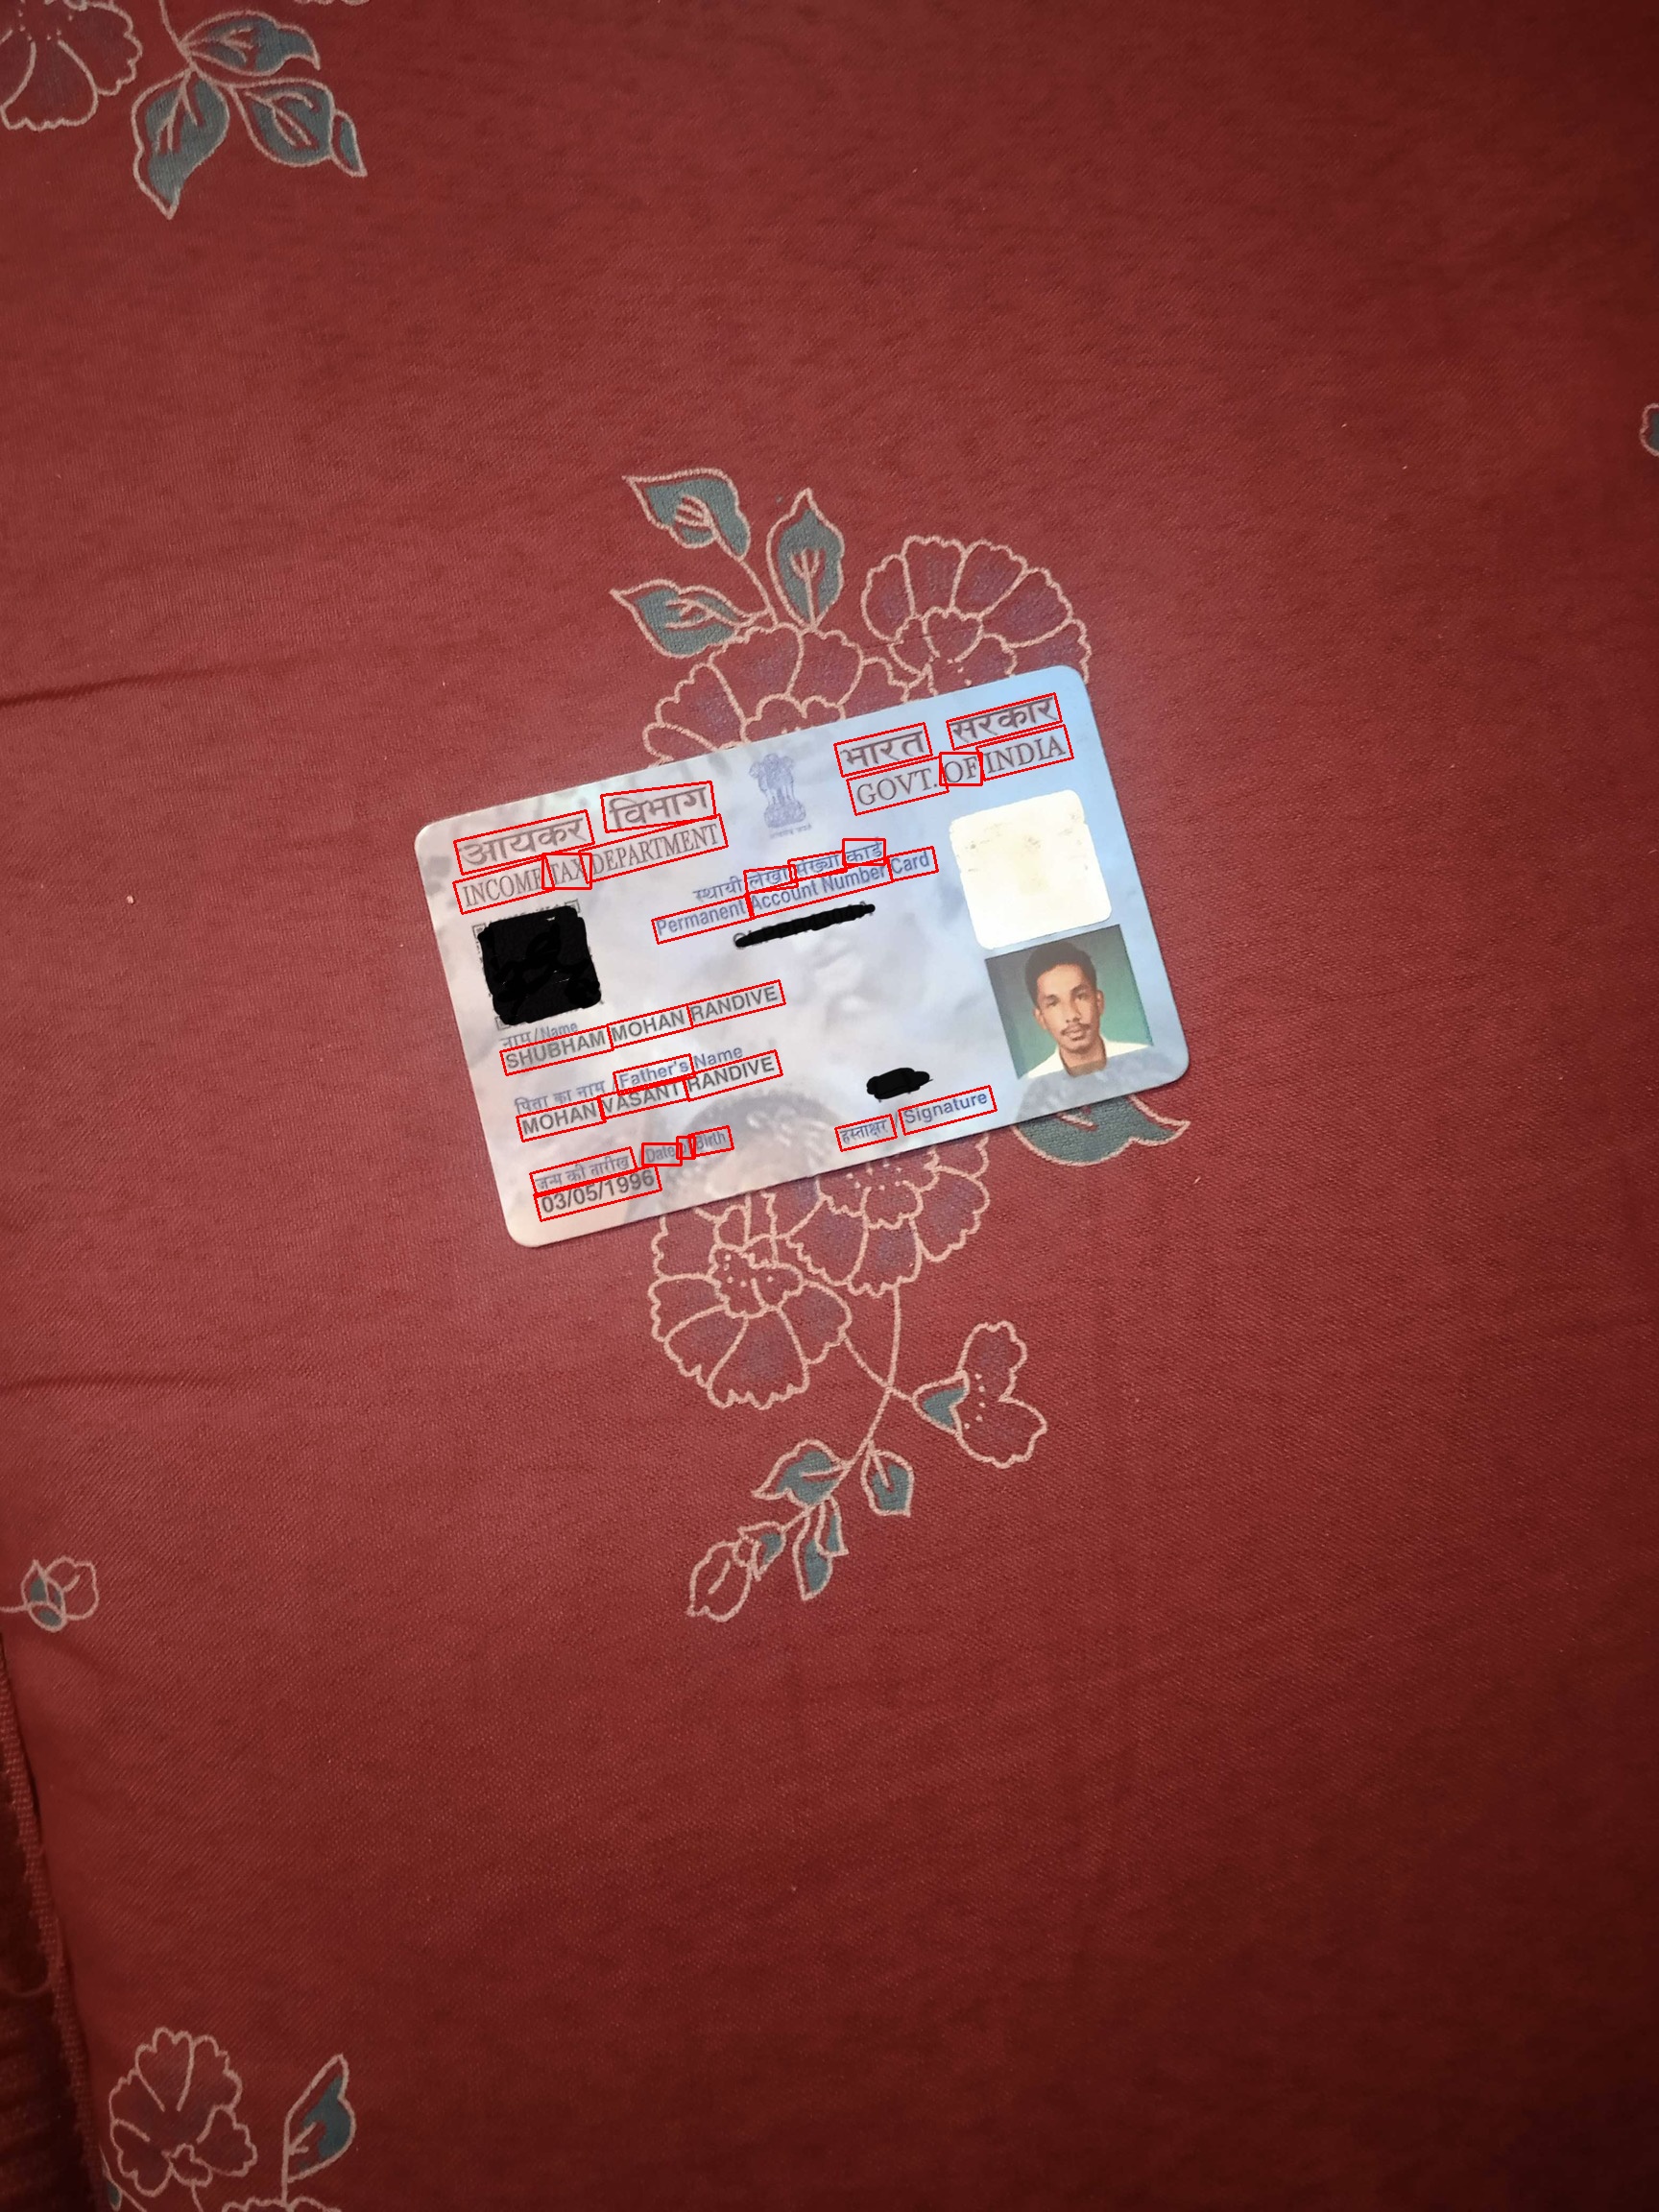 आयकर विभाग
INCOME TAX DEPARTMENT
भारत सरकार
GOVT. OF INDIA
स्थायी लेखा संख्या कार्ड
Permanent Account Number Card
नाम/Name
SHUBHAM MOHAN RANDIVE
पिता का नाम / Father's Name
MOHAN VASANT RANDIVE
जन्म की तारीख / Date of Birth
03/05/1996
हस्ताक्षर / Signature